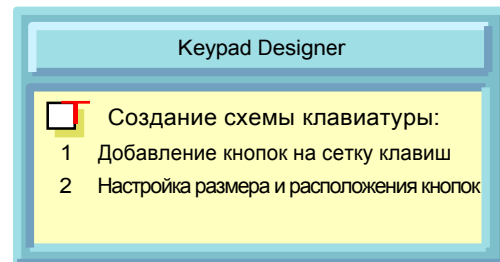 Keypad Designer
Создание схемы клавиатуры:
1 Добавление кнопок на сетку клавиш
2 Настройка размера и расположения кнопок